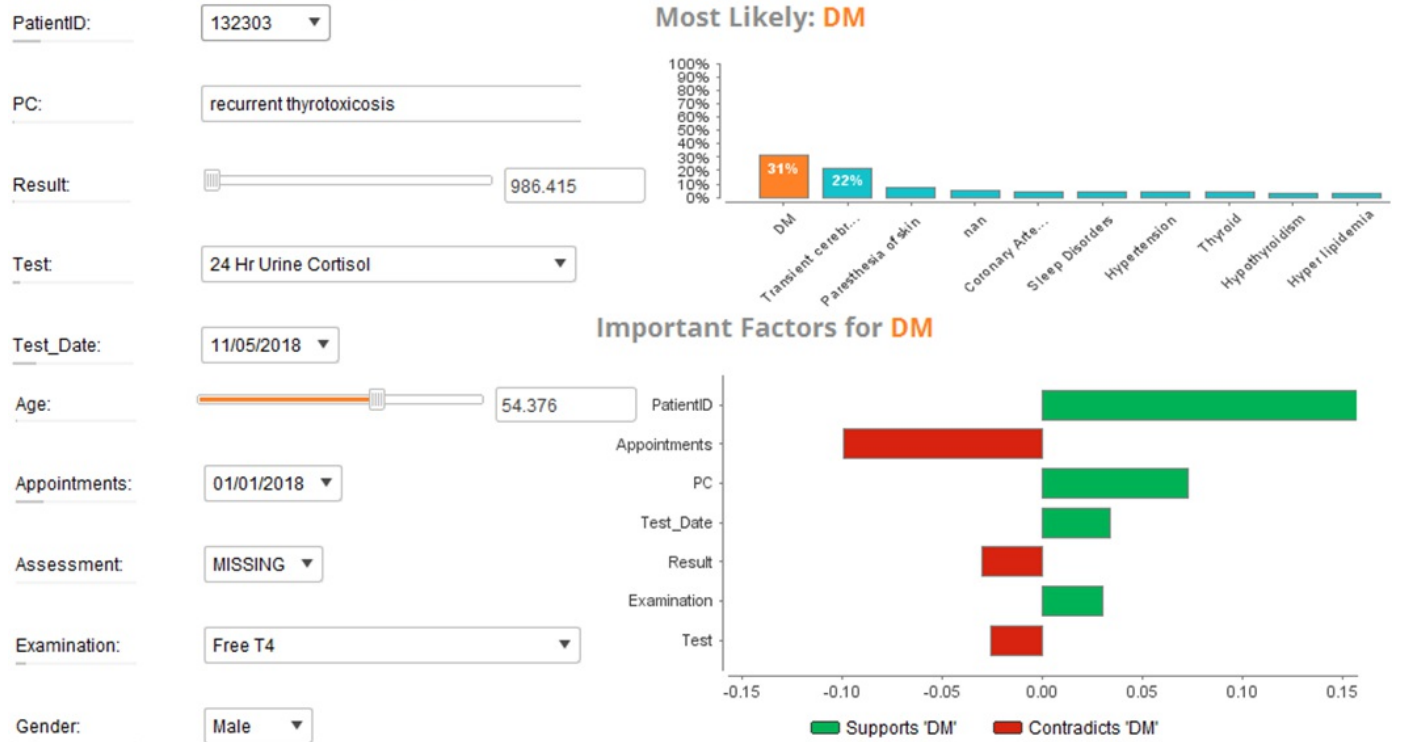 PatientID:
132303
PC:
recurrent thyrotoxicosis
Result:
986.415
Test:
24 Hr Urine Cortisol
Test_Date:
11/05/2018
Age:
54.376
Appointments:
01/01/2018
Assessment:
MISSING
Examination:
Free T4
Gender:
Male
Most Likely: DM
100%
90%
80%
70%
60%
50%
40%
30%
20%
10%
0%
31%
22%
DM
Transient cerebr...
Paresthesia of skin
nan
Coronary Arte...
Sleep Disorders
Hypertension
Thyroid
Hypothyroidism
Hyper lipidemia
Important Factors for DM
PatientID
Appointments
PC
Test_Date
Result
Examination
Test
-0.15
-0.10
-0.05
0.00
0.05
0.10
0.15
Supports 'DM'
Contradicts 'DM'